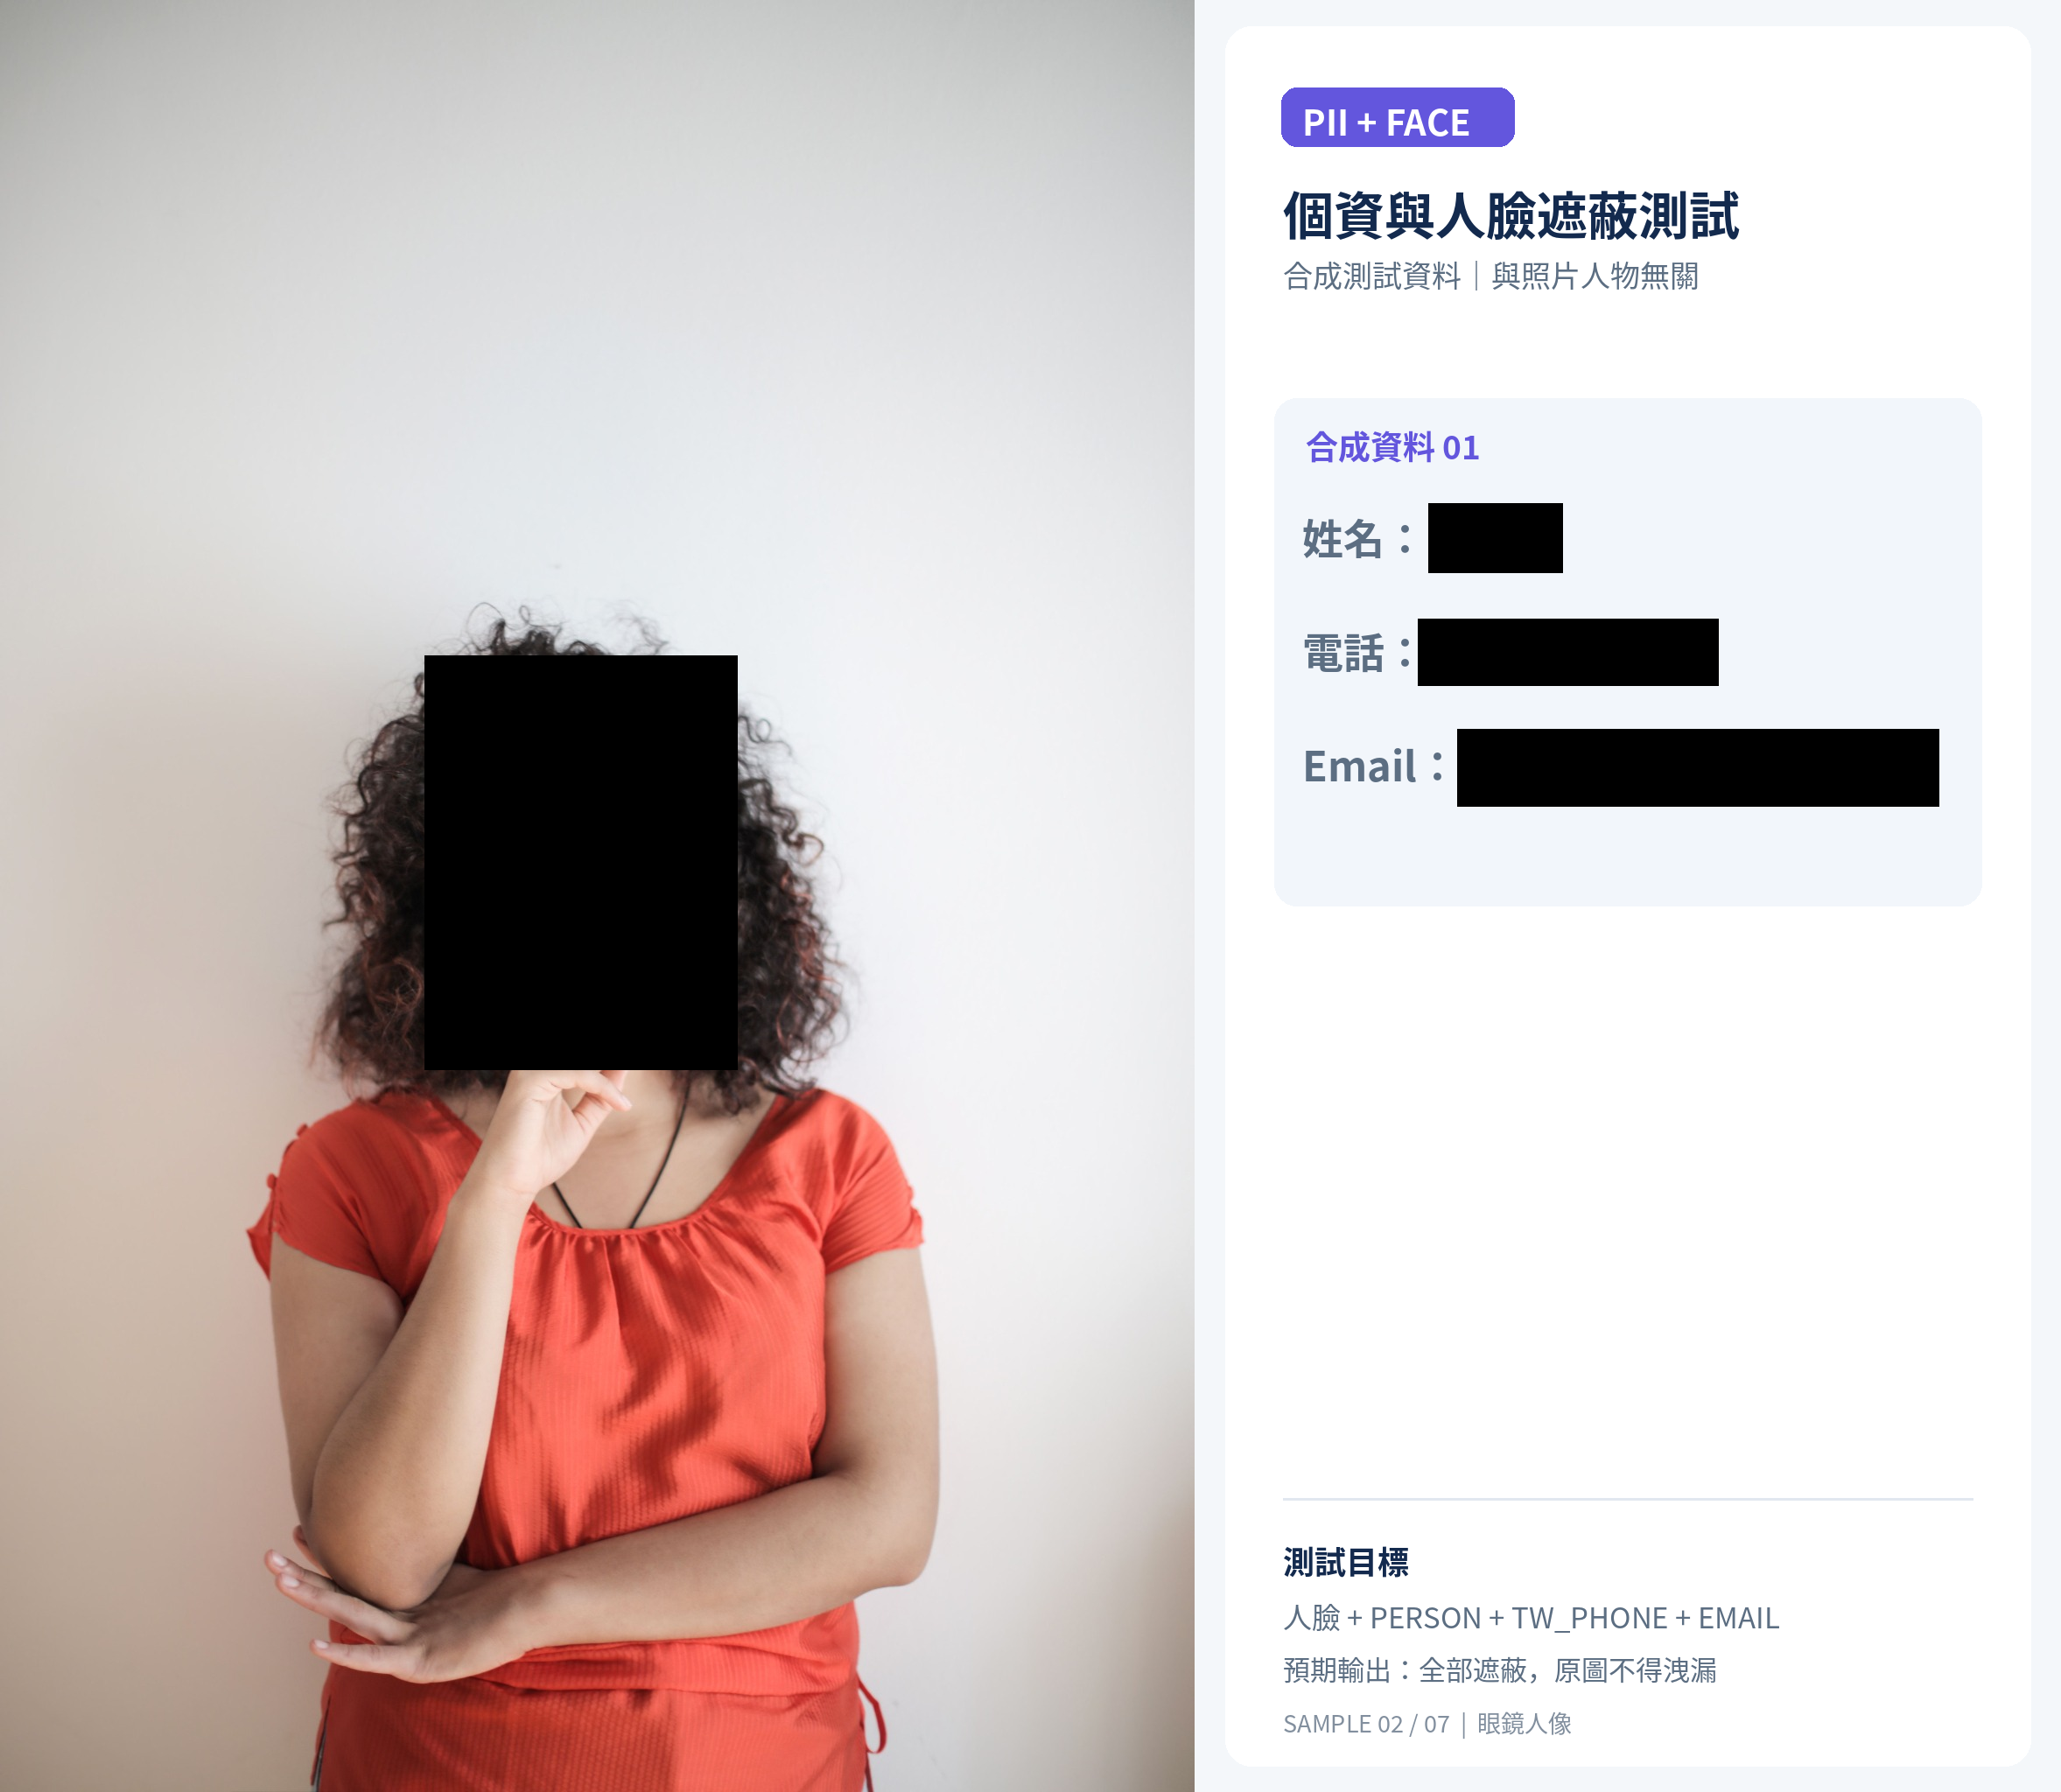 PII + FACE
個資與人臉遮蔽測試
合成測試資料｜與照片人物無關
合成資料 01
姓名：
電話：
Email：
測試目標
人臉 + PERSON + TW_PHONE + EMAIL
預期輸出：全部遮蔽，原圖不得洩漏
SAMPLE 02 / 07｜眼鏡人像